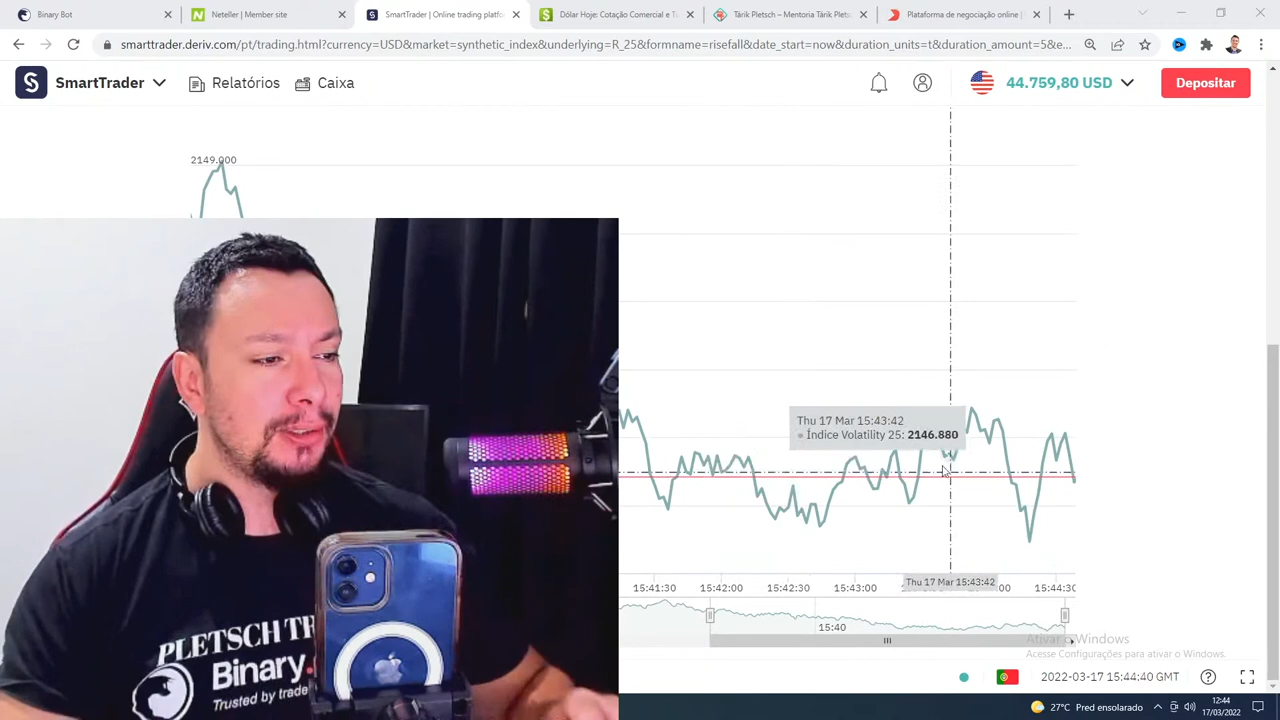 Binary Bot
Neteller | Member site
SmartTrader | Online trading platfo
Dólar Hoje: Cotação Comercial e Tu
Tárik Pletsch – Mentoria Tárik Plets
Plataforma de negociação online |
smarttrader.deriv.com/pt/trading.html?currency=USD&market=synthetic_index&underlying=R_25&formname=risefall&date_start=now&duration_units=t&duration_amount=5&e...
SmartTrader
Relatórios
Caixa
44.759,80 USD
Depositar
2149.000
Thu 17 Mar 15:43:42
Índice Volatility 25: 2146.880
Thu 17 Mar 15:43:42
15:41:30
15:42:00
15:42:30
15:43:00
15:44:30
15:40
PLETSCH TR
Binary.
Trusted by trade
Ativar o Windows
Acesse Configurações para ativar o Windows.
2022-03-17 15:44:40 GMT
27°C Pred ensolarado
12:44
17/03/2022